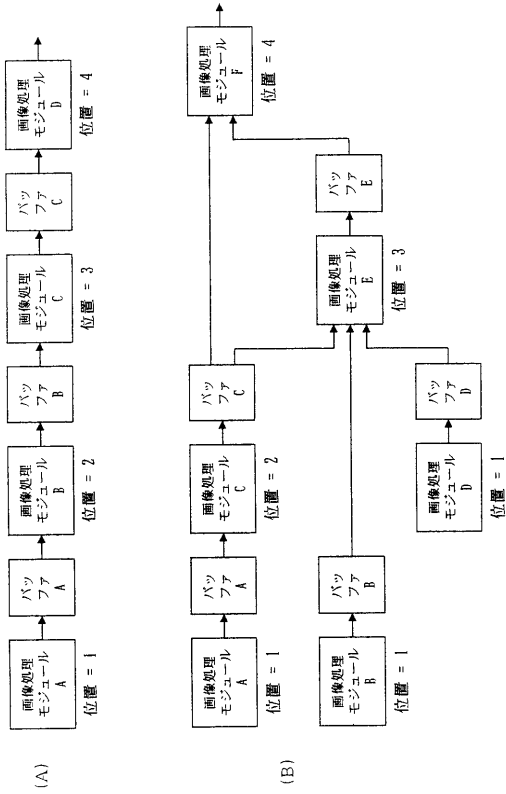 (A)
画像処理
モジュール
A
位置 = 1
バッ
ファ
A
画像処理
モジュール
B
位置 = 2
バッ
ファ
B
画像処理
モジュール
C
位置 = 3
バッ
ファ
C
画像処理
モジュール
D
位置 = 4
(B)
画像処理
モジュール
A
位置 = 1
バッ
ファ
A
画像処理
モジュール
C
位置 = 2
バッ
ファ
C
画像処理
モジュール
B
位置 = 1
バッ
ファ
B
画像処理
モジュール
D
位置 = 1
バッ
ファ
D
画像処理
モジュール
E
位置 = 3
バッ
ファ
E
画像処理
モジュール
F
位置 = 4